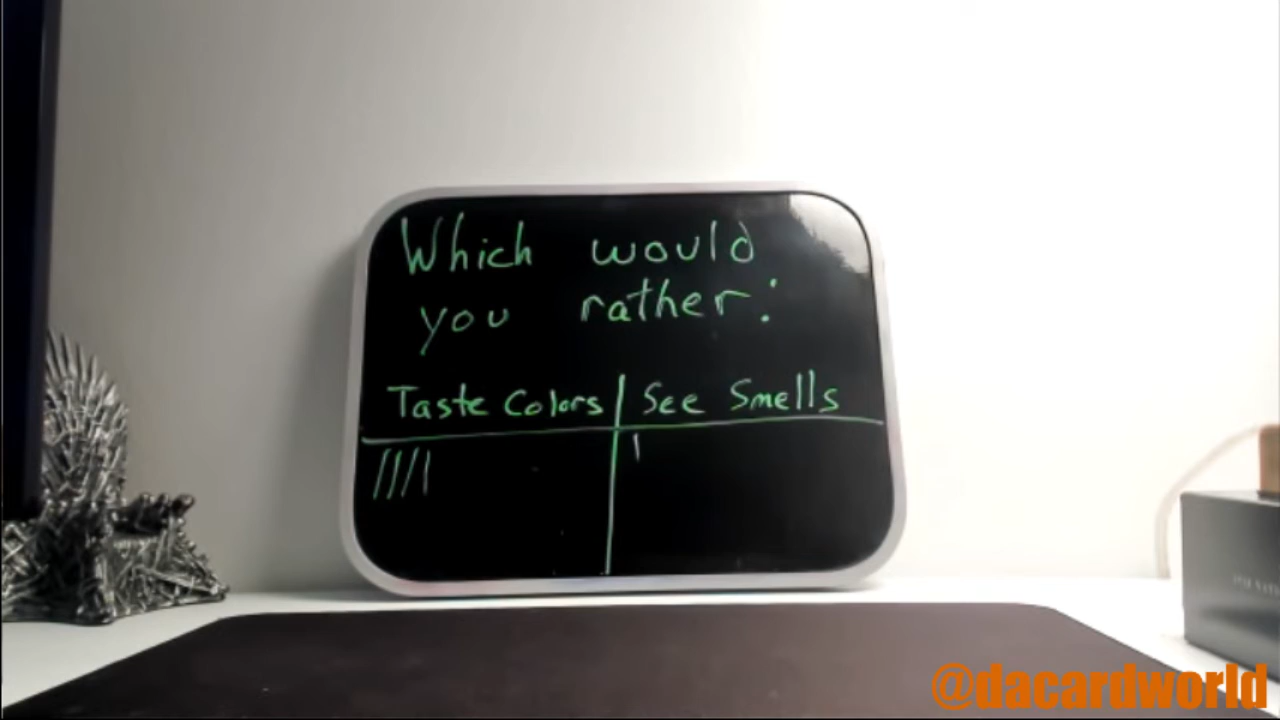 Which would
you rather:
Taste Colors | See Smells
@dacardworld